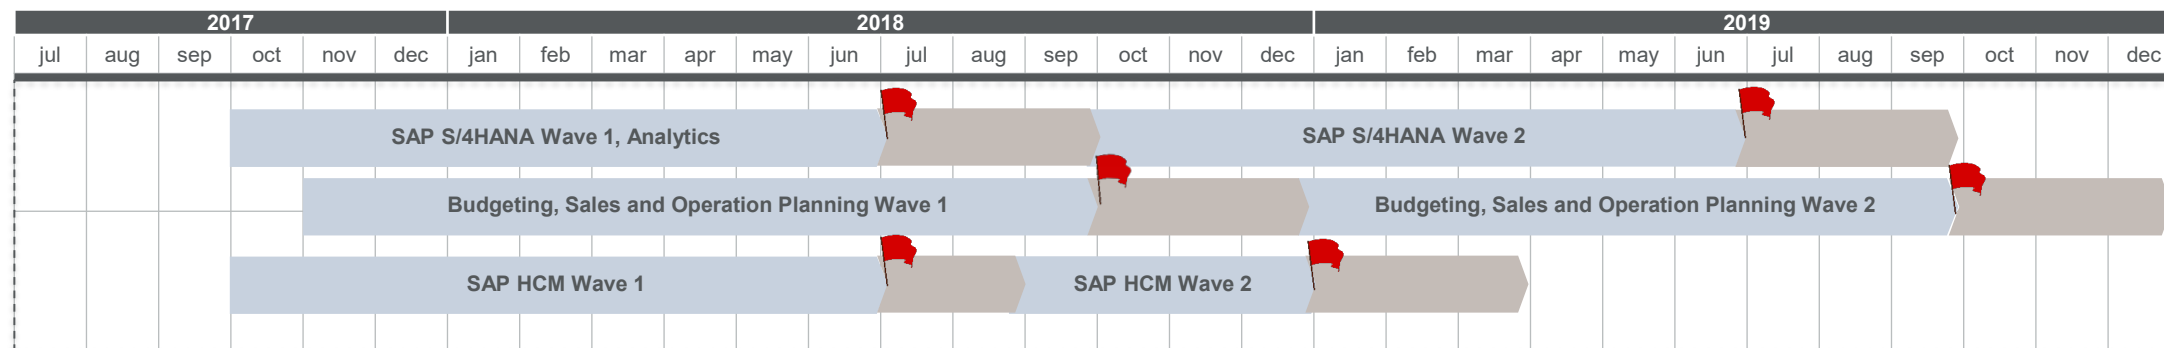 2017 2018 2019
jul aug sep oct nov dec jan feb mar apr may jun jul aug sep oct nov dec jan feb mar apr may jun jul aug sep oct nov dec
SAP S/4HANA Wave 1, Analytics SAP S/4HANA Wave 2
Budgeting, Sales and Operation Planning Wave 1 Budgeting, Sales and Operation Planning Wave 2
SAP HCM Wave 1 SAP HCM Wave 2